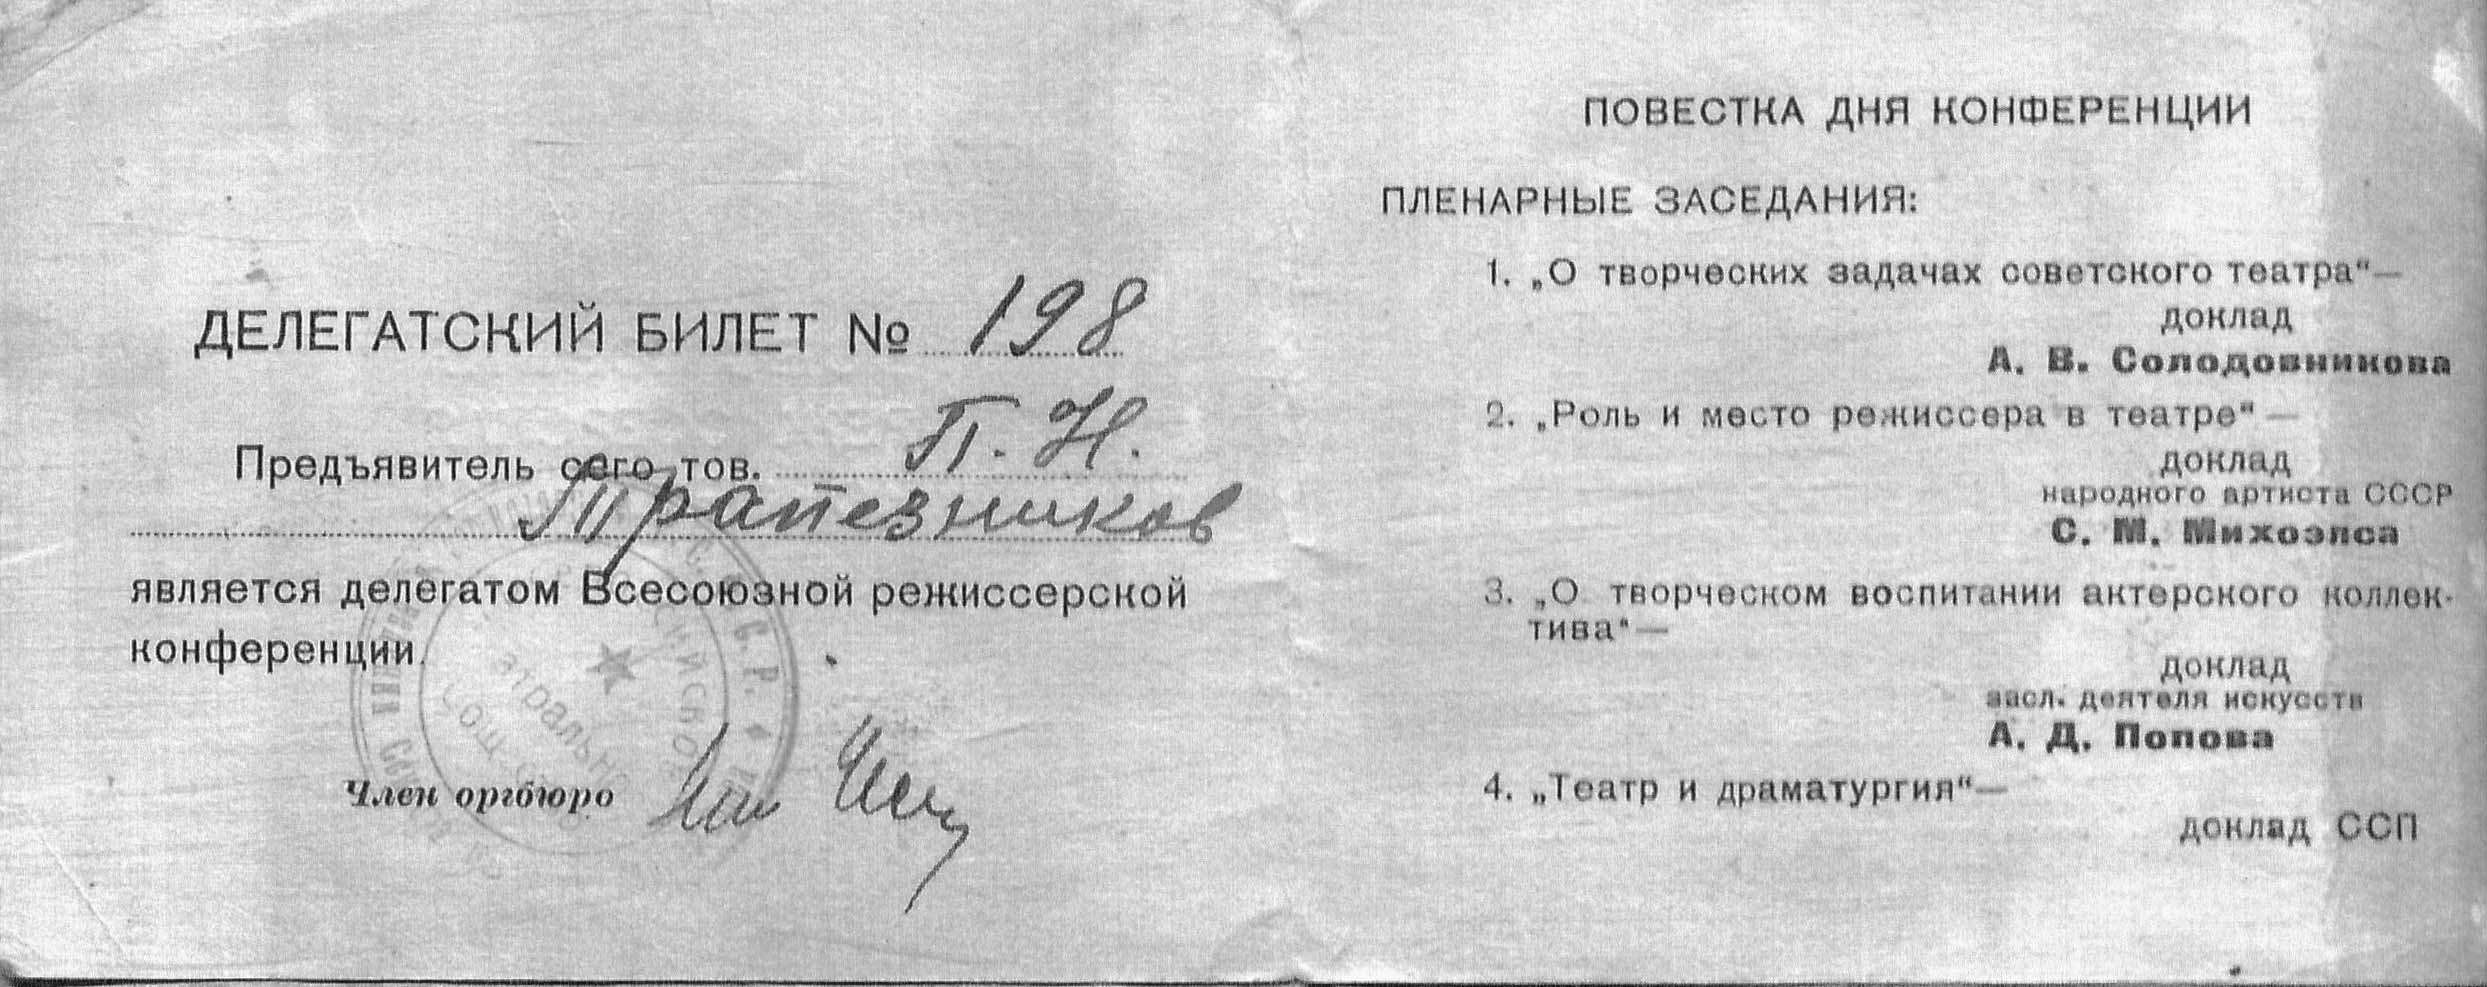 ДЕЛЕГАТСКИЙ БИЛЕТ № 198
Предъявитель сего тов. П. Н.
Трапезников
является делегатом Всесоюзной режиссерской
конференции.
Член оргбюро
ПОВЕСТКА ДНЯ КОНФЕРЕНЦИИ
ПЛЕНАРНЫЕ ЗАСЕДАНИЯ:
1. „О творческих задачах советского театра“—
доклад
А. В. Солодовникова
2. „Роль и место режиссера в театре“—
доклад
народного артиста СССР
С. М. Михоэлса
3. „О творческом воспитании актерского коллек-
тива“—
доклад
засл. деятеля искусств
А. Д. Попова
4. „Театр и драматургия“—
доклад ССП